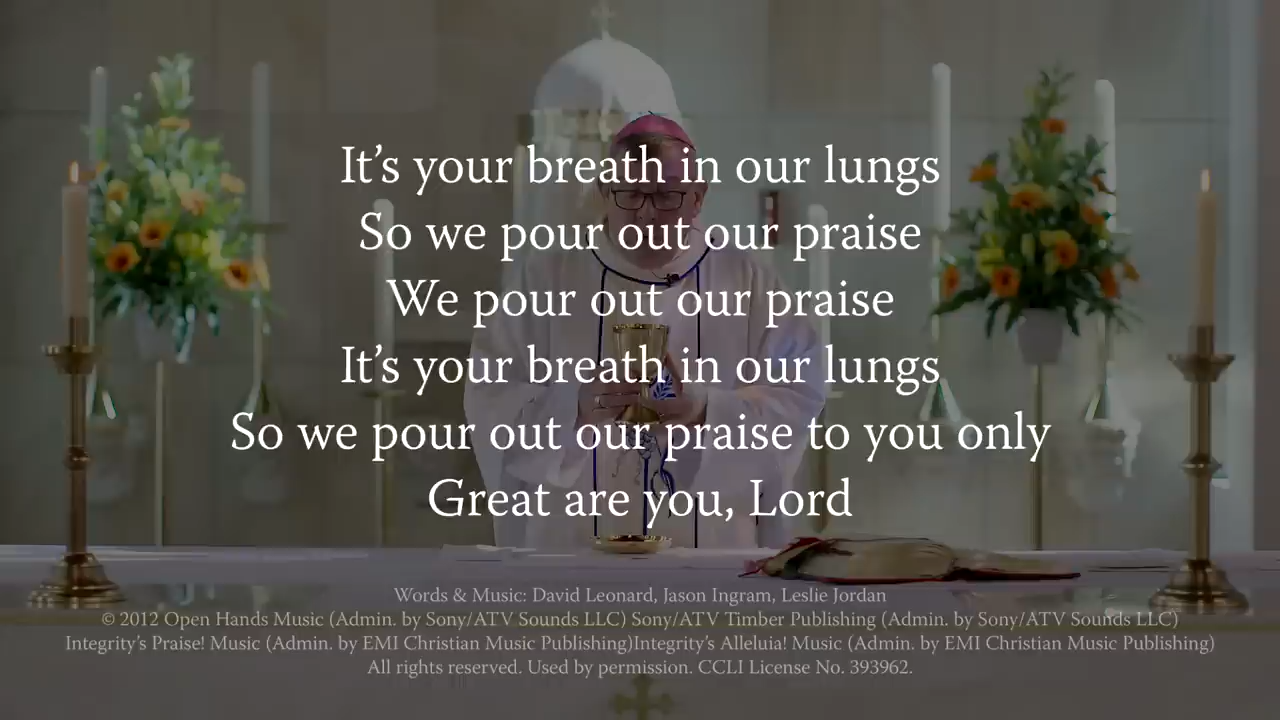 It’s your breath in our lungs
So we pour out our praise
We pour out our praise
It’s your breath in our lungs
So we pour out our praise to you only
Great are you, Lord
Words & Music: David Leonard, Jason Ingram, Leslie Jordan
© 2012 Open Hands Music (Admin. by Sony/ATV Sounds LLC) Sony/ATV Timber Publishing (Admin. by Sony/ATV Sounds LLC)
Integrity’s Praise! Music (Admin. by EMI Christian Music Publishing)Integrity’s Alleluia! Music (Admin. by EMI Christian Music Publishing)
All rights reserved. Used by permission. CCLI License No. 393962.